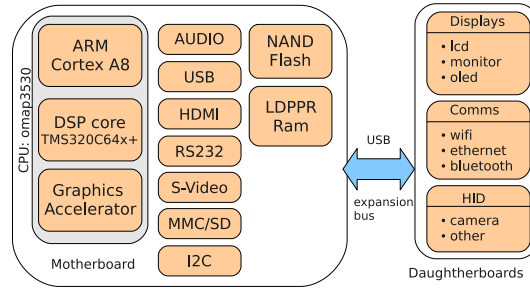 CPU: omap3530
ARM
Cortex A8
DSP core
TMS320C64x+
Graphics
Accelerator
Motherboard
AUDIO
USB
HDMI
RS232
S-Video
MMC/SD
I2C
NAND
Flash
LDPPR
Ram
USB
expansion
bus
Displays
• lcd
• monitor
• oled
Comms
• wifi
• ethernet
• bluetooth
HID
• camera
• other
Daughtherboards